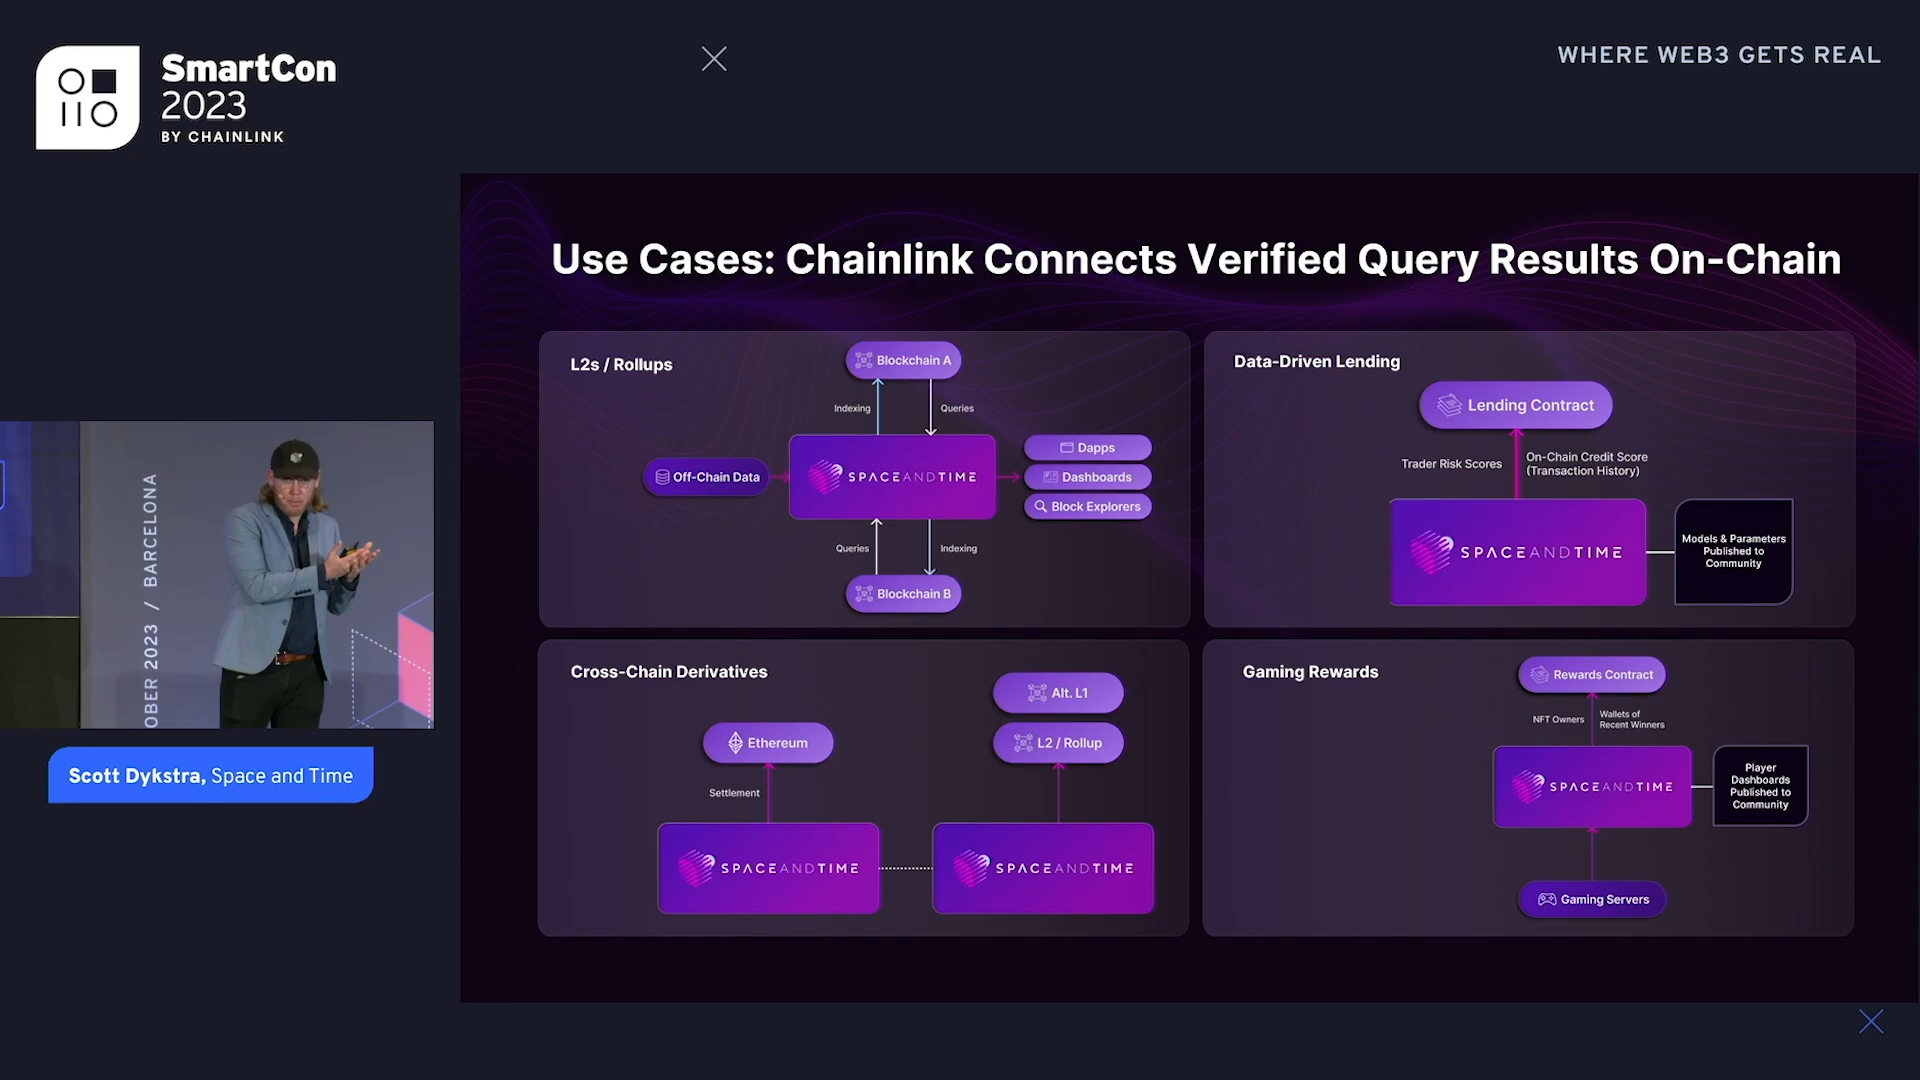 SmartCon
2023
BY CHAINLINK
WHERE WEB3 GETS REAL
Use Cases: Chainlink Connects Verified Query Results On-Chain
L2s / Rollups
Blockchain A
Indexing
Queries
Off-Chain Data
SPACEANDTIME
Dapps
Dashboards
Block Explorers
Queries
Indexing
Blockchain B
Data-Driven Lending
Lending Contract
Trader Risk Scores
On-Chain Credit Score
(Transaction History)
SPACEANDTIME
Models & Parameters
Published to
Community
Cross-Chain Derivatives
Alt. L1
Ethereum
L2 / Rollup
Settlement
SPACEANDTIME
SPACEANDTIME
Gaming Rewards
Rewards Contract
NFT Owners
Wallets of
Recent Winners
SPACEANDTIME
Player
Dashboards
Published to
Community
Gaming Servers
OBER 2023 / BARCELONA
Scott Dykstra, Space and Time